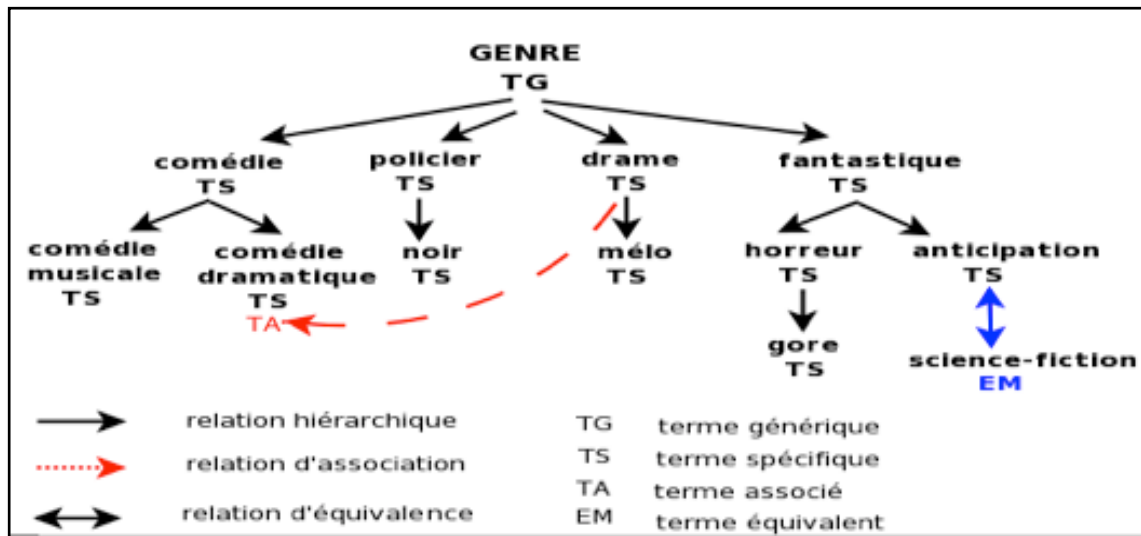 GENRE
TG
comédie
TS
policier
TS
drame
TS
fantastique
TS
comédie
musicale
TS
comédie
dramatique
TS
TA
noir
TS
mélo
TS
horreur
TS
anticipation
TS
gore
TS
science-fiction
EM
relation hiérarchique
relation d'association
relation d'équivalence
TG terme générique
TS terme spécifique
TA terme associé
EM terme équivalent